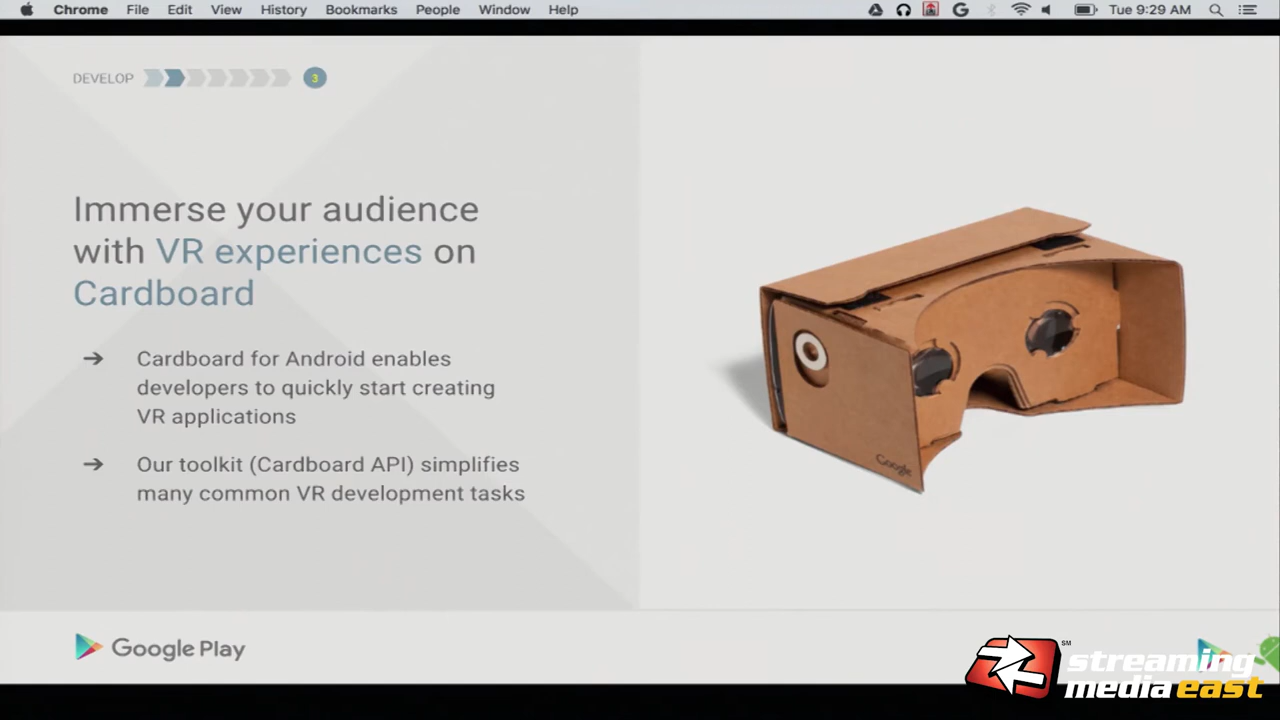 Chrome File Edit View History Bookmarks People Window Help Tue 9:29 AM
DEVELOP 3
Immerse your audience
with VR experiences on
Cardboard
→ Cardboard for Android enables
developers to quickly start creating
VR applications
→ Our toolkit (Cardboard API) simplifies
many common VR development tasks
Google
Google Play
streaming SM
media east